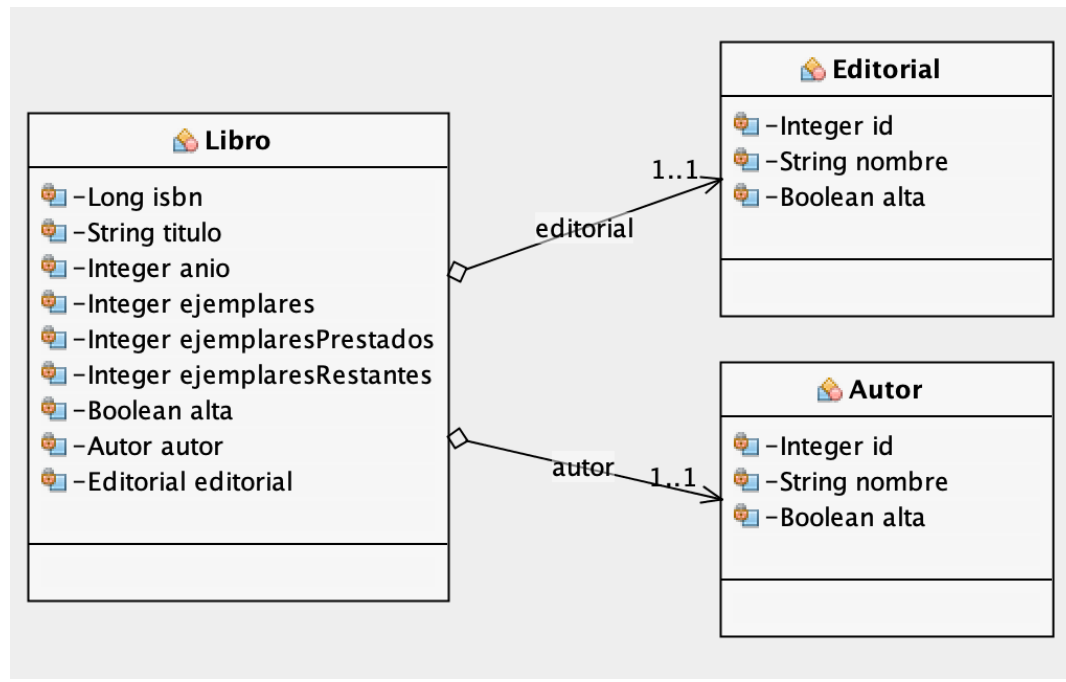 Libro
-Long isbn
-String titulo
-Integer anio
-Integer ejemplares
-Integer ejemplaresPrestados
-Integer ejemplaresRestantes
-Boolean alta
-Autor autor
-Editorial editorial
editorial
1..1
autor
1..1
Editorial
-Integer id
-String nombre
-Boolean alta
Autor
-Integer id
-String nombre
-Boolean alta